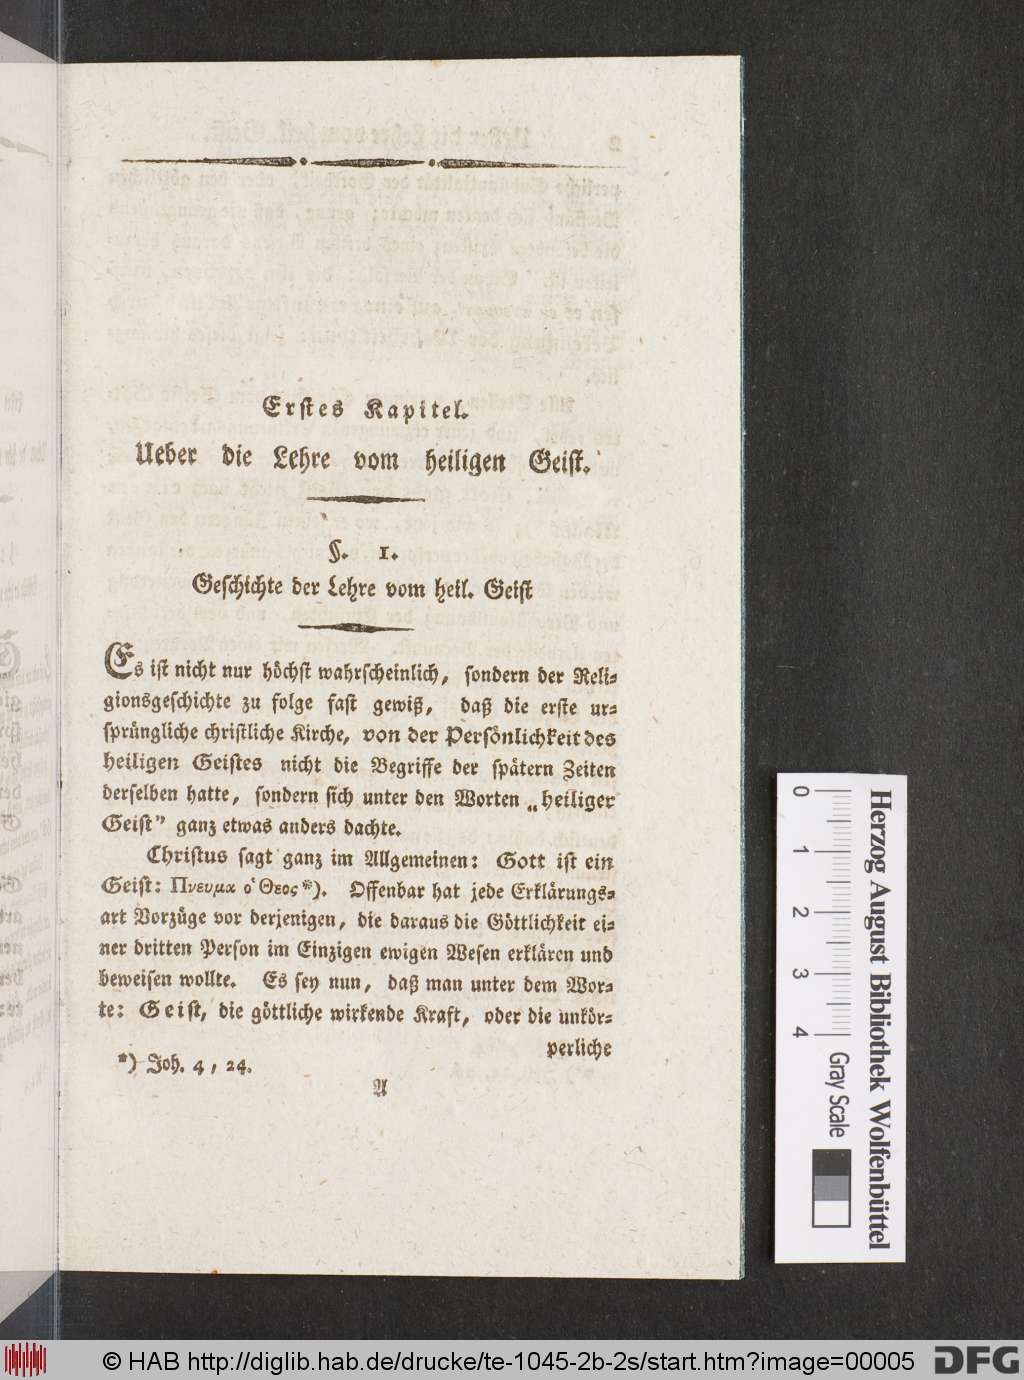 Erstes Kapitel.
Ueber die Lehre vom heiligen Geist.
§. 1.
Geschichte der Lehre vom heil. Geist
Es ist nicht nur höchst wahrscheinlich, sondern der Reli-
gionsgeschichte zu folge fast gewiß, daß die erste ur-
sprüngliche christliche Kirche, von der Persönlichkeit des
heiligen Geistes nicht die Begriffe der spätern Zeiten
derselben hatte, sondern sich unter den Worten „heiliger
Geist” ganz etwas anders dachte.
Christus sagt ganz im Allgemeinen: Gott ist ein
Geist: Πνευμα ὁ Θεος*). Offenbar hat jede Erklärungs-
art Vorzüge vor derjenigen, die daraus die Göttlichkeit ei-
ner dritten Person im Einzigen ewigen Wesen erklären und
beweisen wollte. Es sey nun, daß man unter dem Wor-
te: Geist, die göttliche wirkende Kraft, oder die unkör-
perliche
*) Joh. 4, 24.
A
Herzog August Bibliothek Wolfenbüttel
0 1 2 3 4 Gray Scale
© HAB http://diglib.hab.de/drucke/te-1045-2b-2s/start.htm?image=00005
DFG